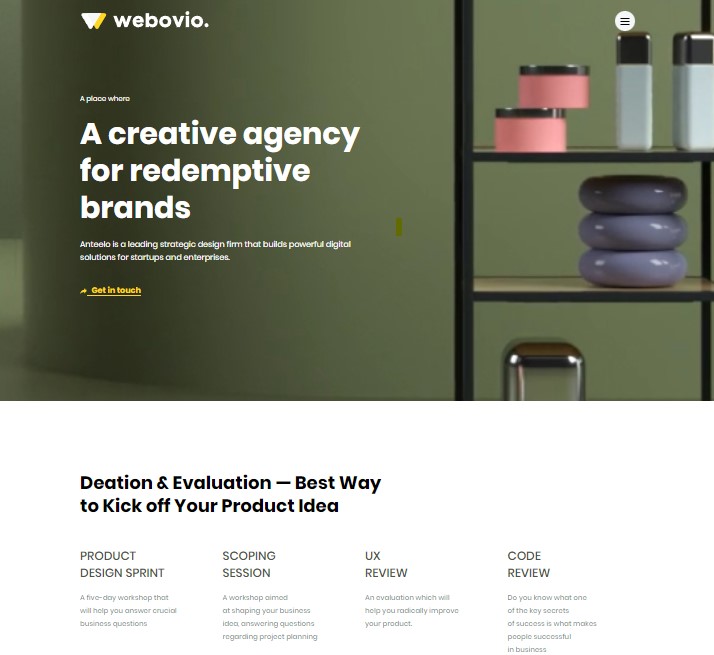 webovio.
A place where
A creative agency
for redemptive
brands
Anteelo is a leading strategic design firm that builds powerful digital
solutions for startups and enterprises.
Get in touch
Deation & Evaluation — Best Way
to Kick off Your Product Idea
PRODUCT
DESIGN SPRINT
A five-day workshop that
will help you answer crucial
business questions
SCOPING
SESSION
A workshop aimed
at shaping your business
idea, answering questions
regarding project planning
UX
REVIEW
An evaluation which will
help you radically improve
your product.
CODE
REVIEW
Do you know what one
of the key secrets
of success is what makes
people successful
in business